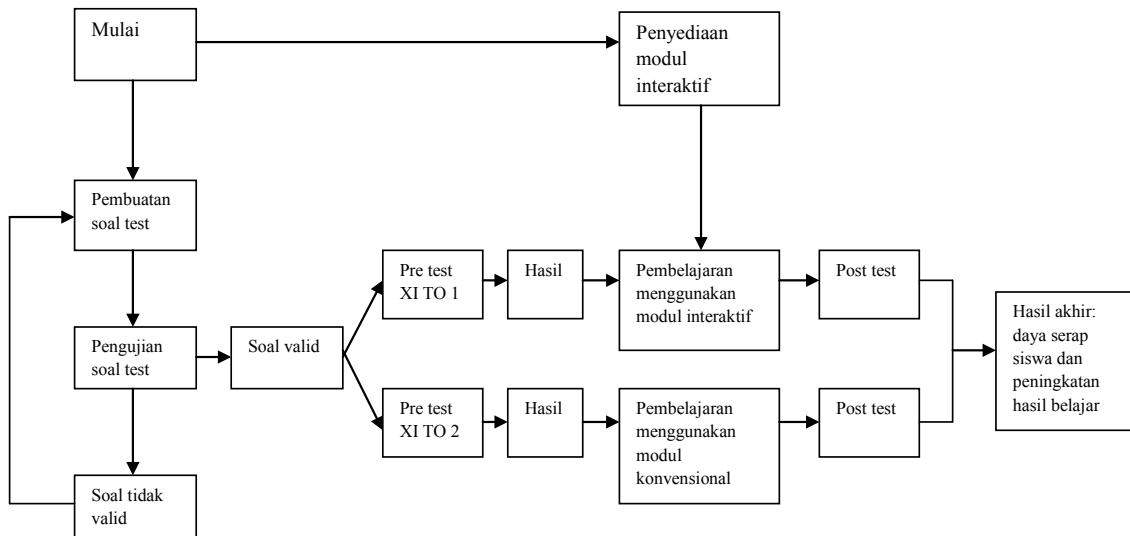 Mulai
Penyediaan
modul
interaktif
Pembuatan
soal test
Pengujian
soal test
Soal tidak
valid
Soal valid
Pre test
XI TO 1
Hasil
Pembelajaran
menggunakan
modul interaktif
Post test
Pre test
XI TO 2
Hasil
Pembelajaran
menggunakan
modul
konvensional
Post test
Hasil akhir:
daya serap
siswa dan
peningkatan
hasil belajar